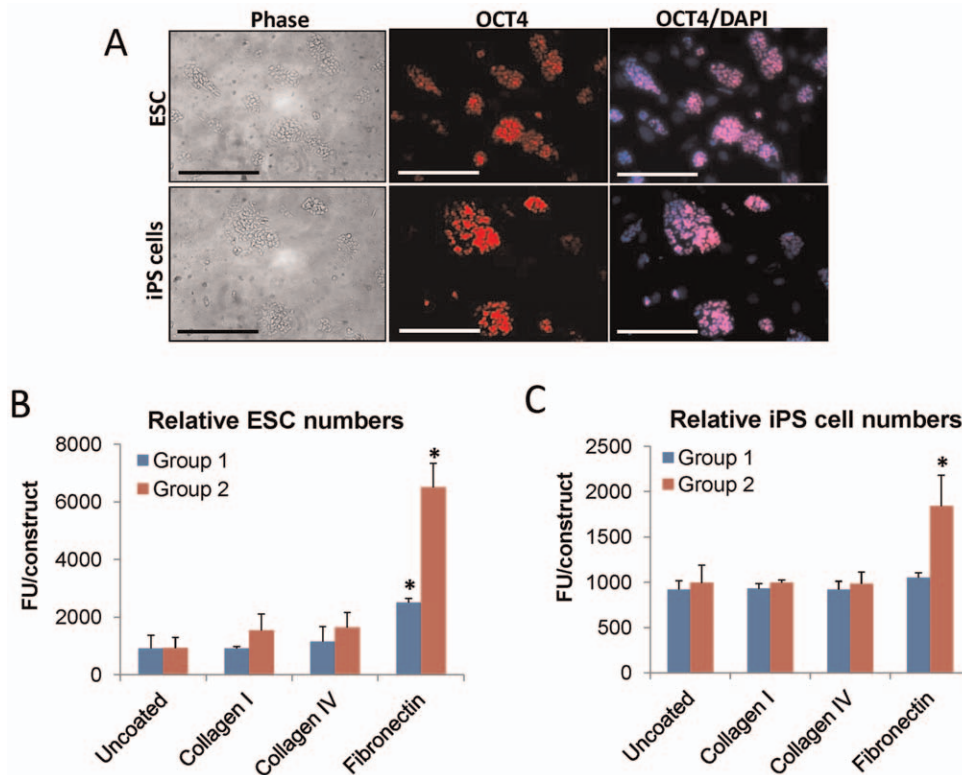 A
Phase
OCT4
OCT4/DAPI
ESC
iPS cells
B
Relative ESC numbers
FU/construct
8000
6000
4000
2000
0
Group 1
Group 2
*
*
Uncoated
Collagen I
Collagen IV
Fibronectin
C
Relative iPS cell numbers
FU/construct
2500
2000
1500
1000
500
0
Group 1
Group 2
*
Uncoated
Collagen I
Collagen IV
Fibronectin